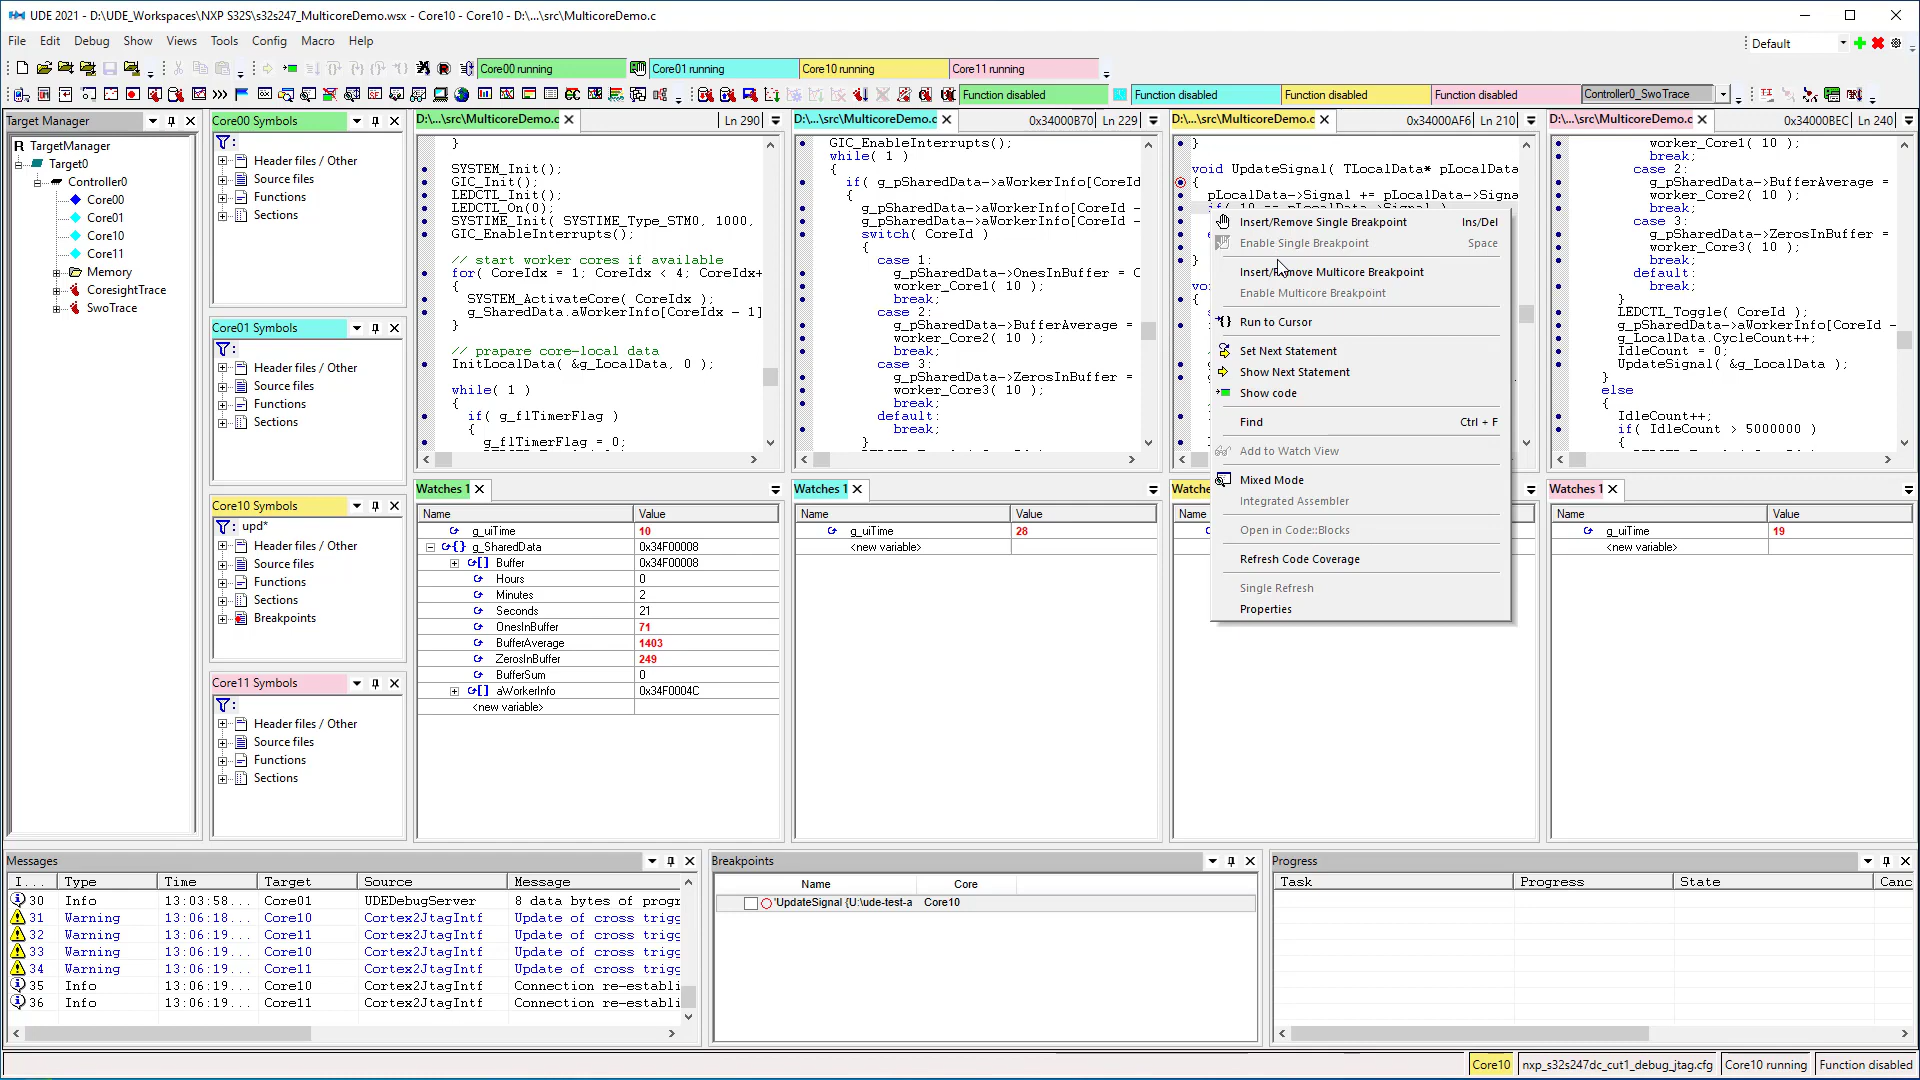 UDE 2021 - D:\UDE_Workspaces\NXP S32S\s32s247_MulticoreDemo.wsx - Core10 - Core10 - D:\...\src\MulticoreDemo.c
File Edit Debug Show Views Tools Config Macro Help
Default
Core00 running
Core01 running
Core10 running
Core11 running
Function disabled
Function disabled
Function disabled
Function disabled
Controller0_SwoTrace
Target Manager
TargetManager
Target0
Controller0
Core00
Core01
Core10
Core11
Memory
CoresightTrace
SwoTrace
Core00 Symbols
Header files / Other
Source files
Functions
Sections
Core01 Symbols
Header files / Other
Source files
Functions
Sections
Core10 Symbols
upd*
Header files / Other
Source files
Functions
Sections
Breakpoints
Core11 Symbols
Header files / Other
Source files
Functions
Sections
D:\...\src\MulticoreDemo.c Ln 290
}
SYSTEM_Init();
GIC_Init();
LEDCTL_Init();
LEDCTL_On(0);
SYSTIME_Init( SYSTIME_Type_STM0, 1000,
GIC_EnableInterrupts();
// start worker cores if available
for( CoreIdx = 1; CoreIdx < 4; CoreIdx+
{
SYSTEM_ActivateCore( CoreIdx );
g_SharedData.aWorkerInfo[CoreIdx - 1]
}
// prapare core-local data
InitLocalData( &g_LocalData, 0 );
while( 1 )
{
if( g_flTimerFlag )
{
g_flTimerFlag = 0;
D:\...\src\MulticoreDemo.c 0x34000B70 Ln 229
GIC_EnableInterrupts();
while( 1 )
{
if( g_pSharedData->aWorkerInfo[CoreId
{
g_pSharedData->aWorkerInfo[CoreId -
g_pSharedData->aWorkerInfo[CoreId -
switch( CoreId )
{
case 1:
g_pSharedData->OnesInBuffer = C
worker_Core1( 10 );
break;
case 2:
g_pSharedData->BufferAverage =
worker_Core2( 10 );
break;
case 3:
g_pSharedData->ZerosInBuffer =
worker_Core3( 10 );
break;
default:
break;
}
D:\...\src\MulticoreDemo.c 0x34000AF6 Ln 210
}
void UpdateSignal( TLocalData* pLocalData
{
pLocalData->Signal += pLocalData->Signa
Insert/Remove Single Breakpoint Ins/Del
Enable Single Breakpoint Space
Insert/Remove Multicore Breakpoint
Enable Multicore Breakpoint
Run to Cursor
Set Next Statement
Show Next Statement
Show code
Find Ctrl + F
Add to Watch View
Mixed Mode
Integrated Assembler
Open in Code::Blocks
Refresh Code Coverage
Single Refresh
Properties
D:\...\src\MulticoreDemo.c 0x34000BEC Ln 240
worker_Core1( 10 );
break;
case 2:
g_pSharedData->BufferAverage =
worker_Core2( 10 );
break;
case 3:
g_pSharedData->ZerosInBuffer =
worker_Core3( 10 );
break;
default:
break;
}
LEDCTL_Toggle( CoreId );
g_pSharedData->aWorkerInfo[CoreId -
g_LocalData.CycleCount++;
IdleCount = 0;
UpdateSignal( &g_LocalData );
}
else
{
IdleCount++;
if( IdleCount > 5000000 )
{
Watches 1
Name Value
g_uiTime 10
g_SharedData 0x34F00008
Buffer 0x34F00008
Hours 0
Minutes 2
Seconds 21
OnesInBuffer 71
BufferAverage 1403
ZerosInBuffer 249
BufferSum 0
aWorkerInfo 0x34F0004C
<new variable>
Watches 1
Name Value
g_uiTime 28
<new variable>
Watche
Name
Watches 1
Name Value
g_uiTime 19
<new variable>
Messages
I... Type Time Target Source Message
30 Info 13:03:58... Core01 UDEDebugServer 8 data bytes of progr
31 Warning 13:06:19... Core10 Cortex2JtagIntf Update of cross trigg
32 Warning 13:06:19... Core11 Cortex2JtagIntf Update of cross trigg
33 Warning 13:06:19... Core10 Cortex2JtagIntf Update of cross trigg
34 Warning 13:06:19... Core11 Cortex2JtagIntf Update of cross trigg
35 Info 13:06:19... Core10 Cortex2JtagIntf Connection re-establi
36 Info 13:06:19... Core11 Cortex2JtagIntf Connection re-establi
Breakpoints
Name Core
'UpdateSignal {U:\ude-test-a Core10
Progress
Task Progress State Canc
Core10 nxp_s32s247dc_cut1_debug_jtag.cfg Core10 running Function disabled